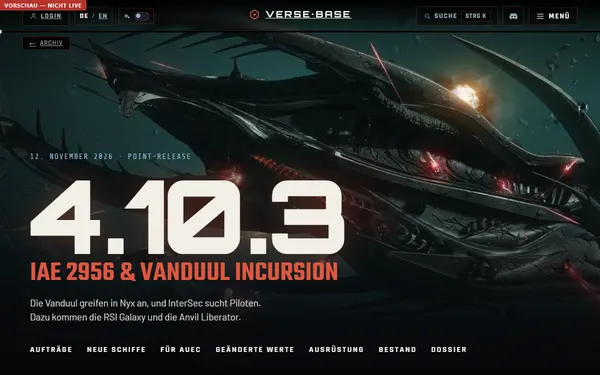 VORSCHAU — NICHT LIVE
LOGIN
DE / EN
VERSE·BASE
SUCHE STRG K
MENÜ
← ARCHIV
12. NOVEMBER 2026 · POINT-RELEASE
4.10.3
IAE 2956 & VANDUUL INCURSION
Die Vanduul greifen in Nyx an, und InterSec sucht Piloten.
Dazu kommen die RSI Galaxy und die Anvil Liberator.
AUFTRÄGE NEUE SCHIFFE FÜR AUEC GEÄNDERTE WERTE AUSRÜSTUNG BESTAND DOSSIER